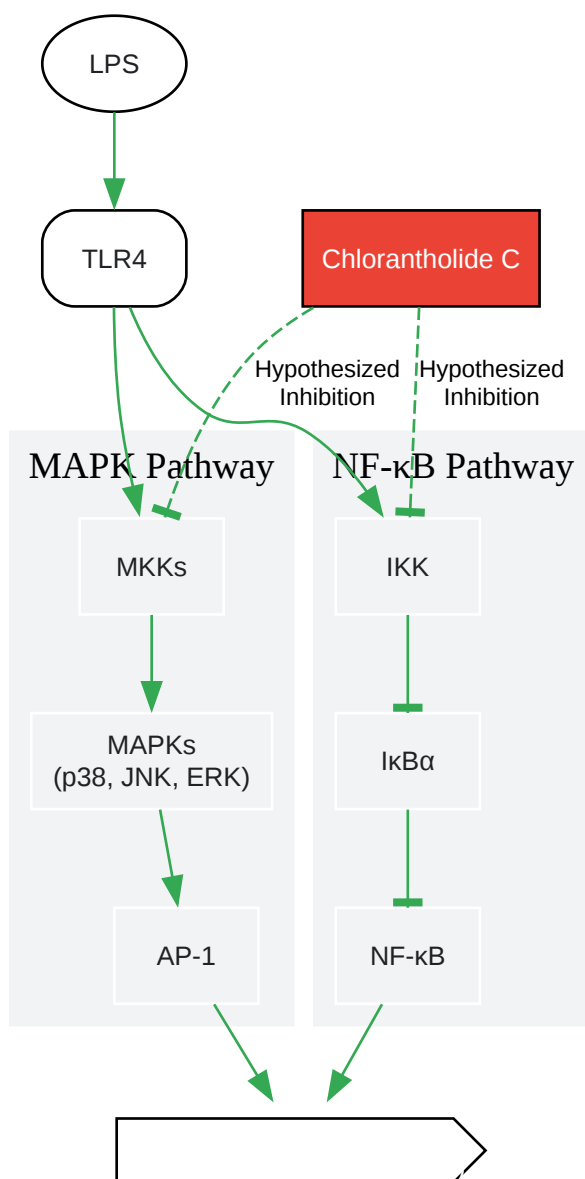 LPS
TLR4
Chlorantholide C
Hypothesized
Inhibition
Hypothesized
Inhibition
MAPK Pathway
NF-κB Pathway
MKKs
IKK
MAPKs
(p38, JNK, ERK)
IκBα
AP-1
NF-κB